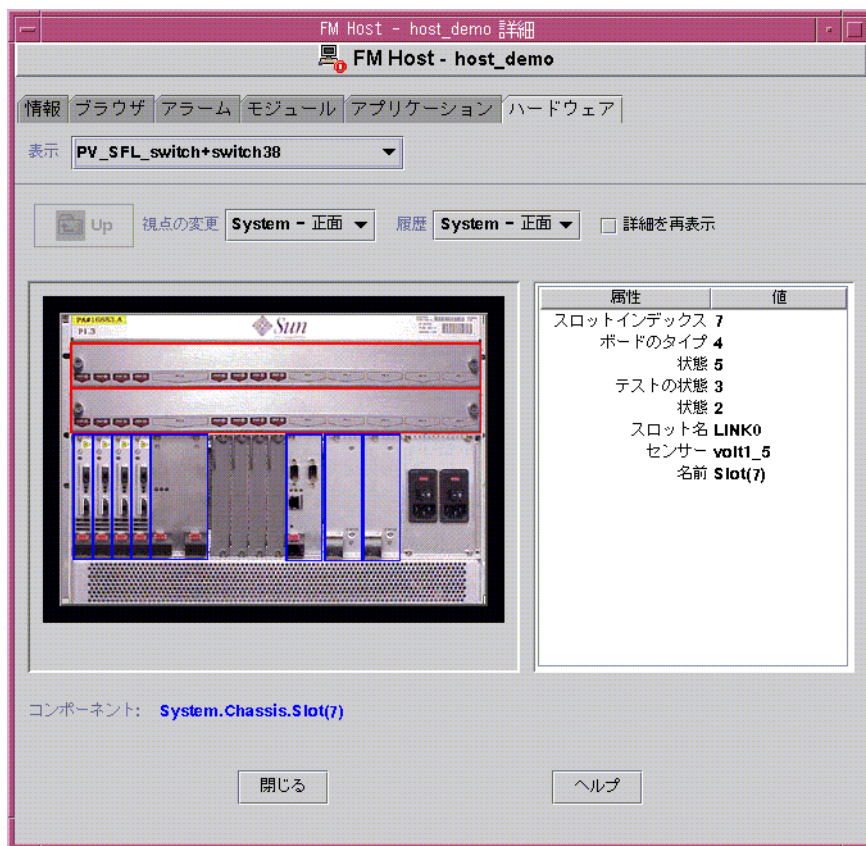 FM Host - host_demo 詳細
FM Host - host_demo
情報 ブラウザ アラーム モジュール アプリケーション ハードウェア
表示 PV_SFL_switch+switch38
Up 視点の変更 System - 正面 履歴 System - 正面 詳細を再表示
属性 値
スロットインデックス 7
ボードのタイプ 4
状態 5
テストの状態 3
状態 2
スロット名 LINK0
センサー volt1_5
名前 Slot(7)
P1.3
Sun
コンポーネント: System.Chassis.Slot(7)
閉じる ヘルプ